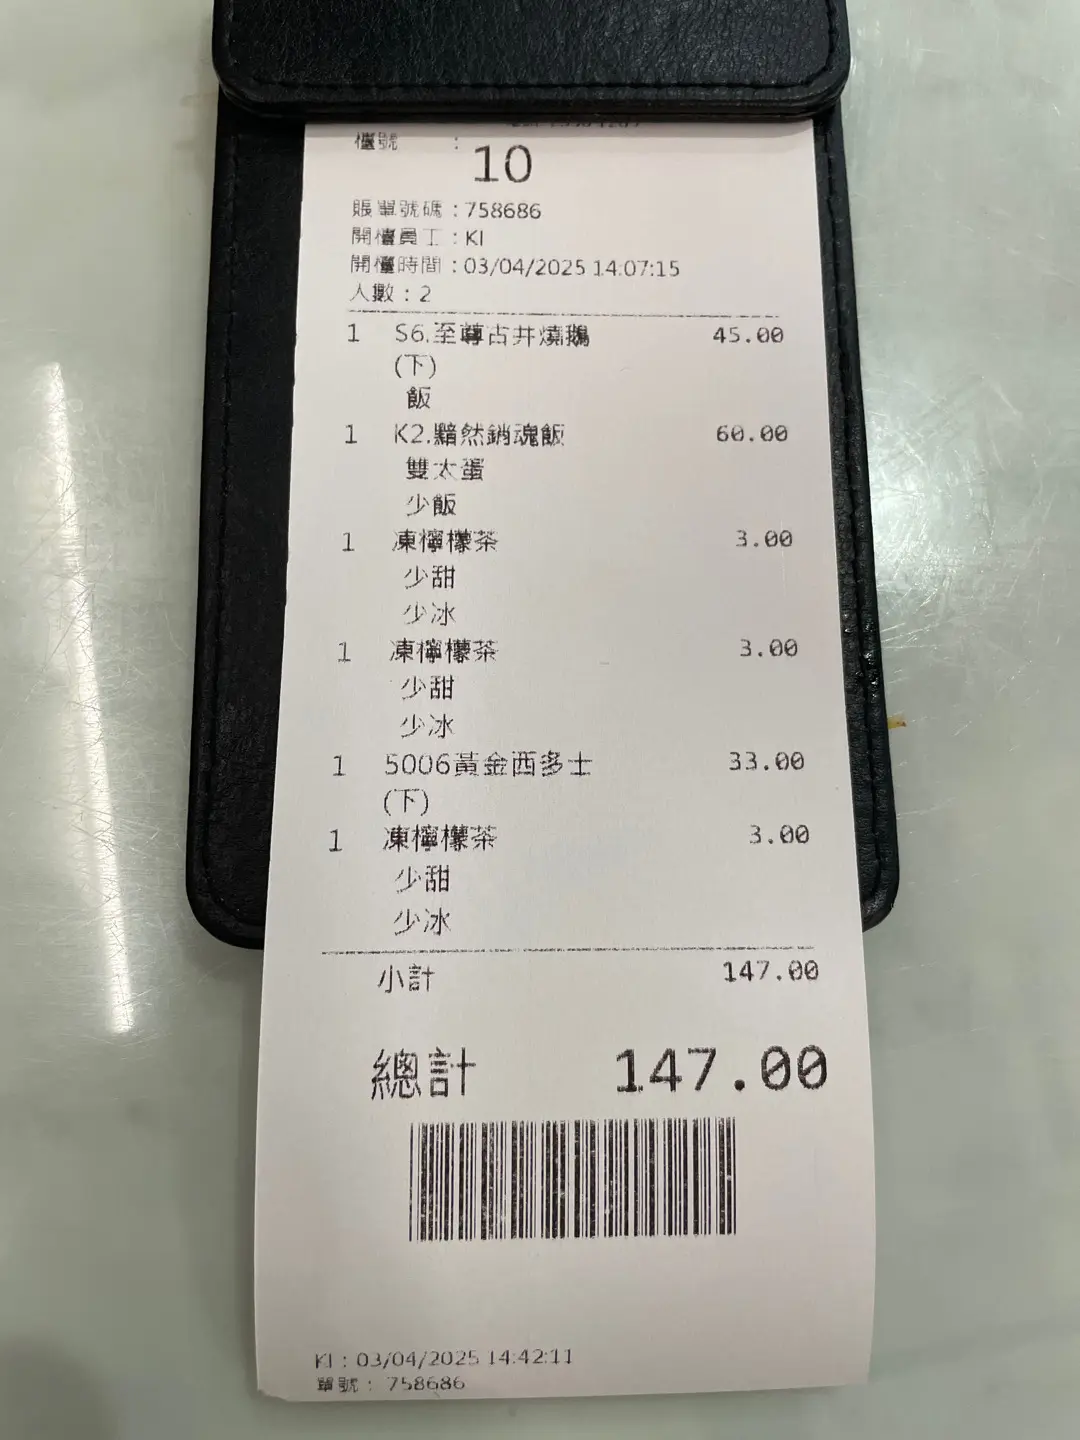 檯號 :
10
賬單號碼 : 758686
開檯員工 : KI
開檯時間 : 03/04/2025 14:07:15
人數 : 2
1 S6.至尊古井燒鵝 45.00
(下)
飯
1 K2.黯然銷魂飯 60.00
雙太蛋
少飯
1 凍檸檬茶 3.00
少甜
少冰
1 凍檸檬茶 3.00
少甜
少冰
1 5006黃金西多士 33.00
(下)
1 凍檸檬茶 3.00
少甜
少冰
小計 147.00
總計 147.00
KI : 03/04/2025 14:42:11
單號 : 758686